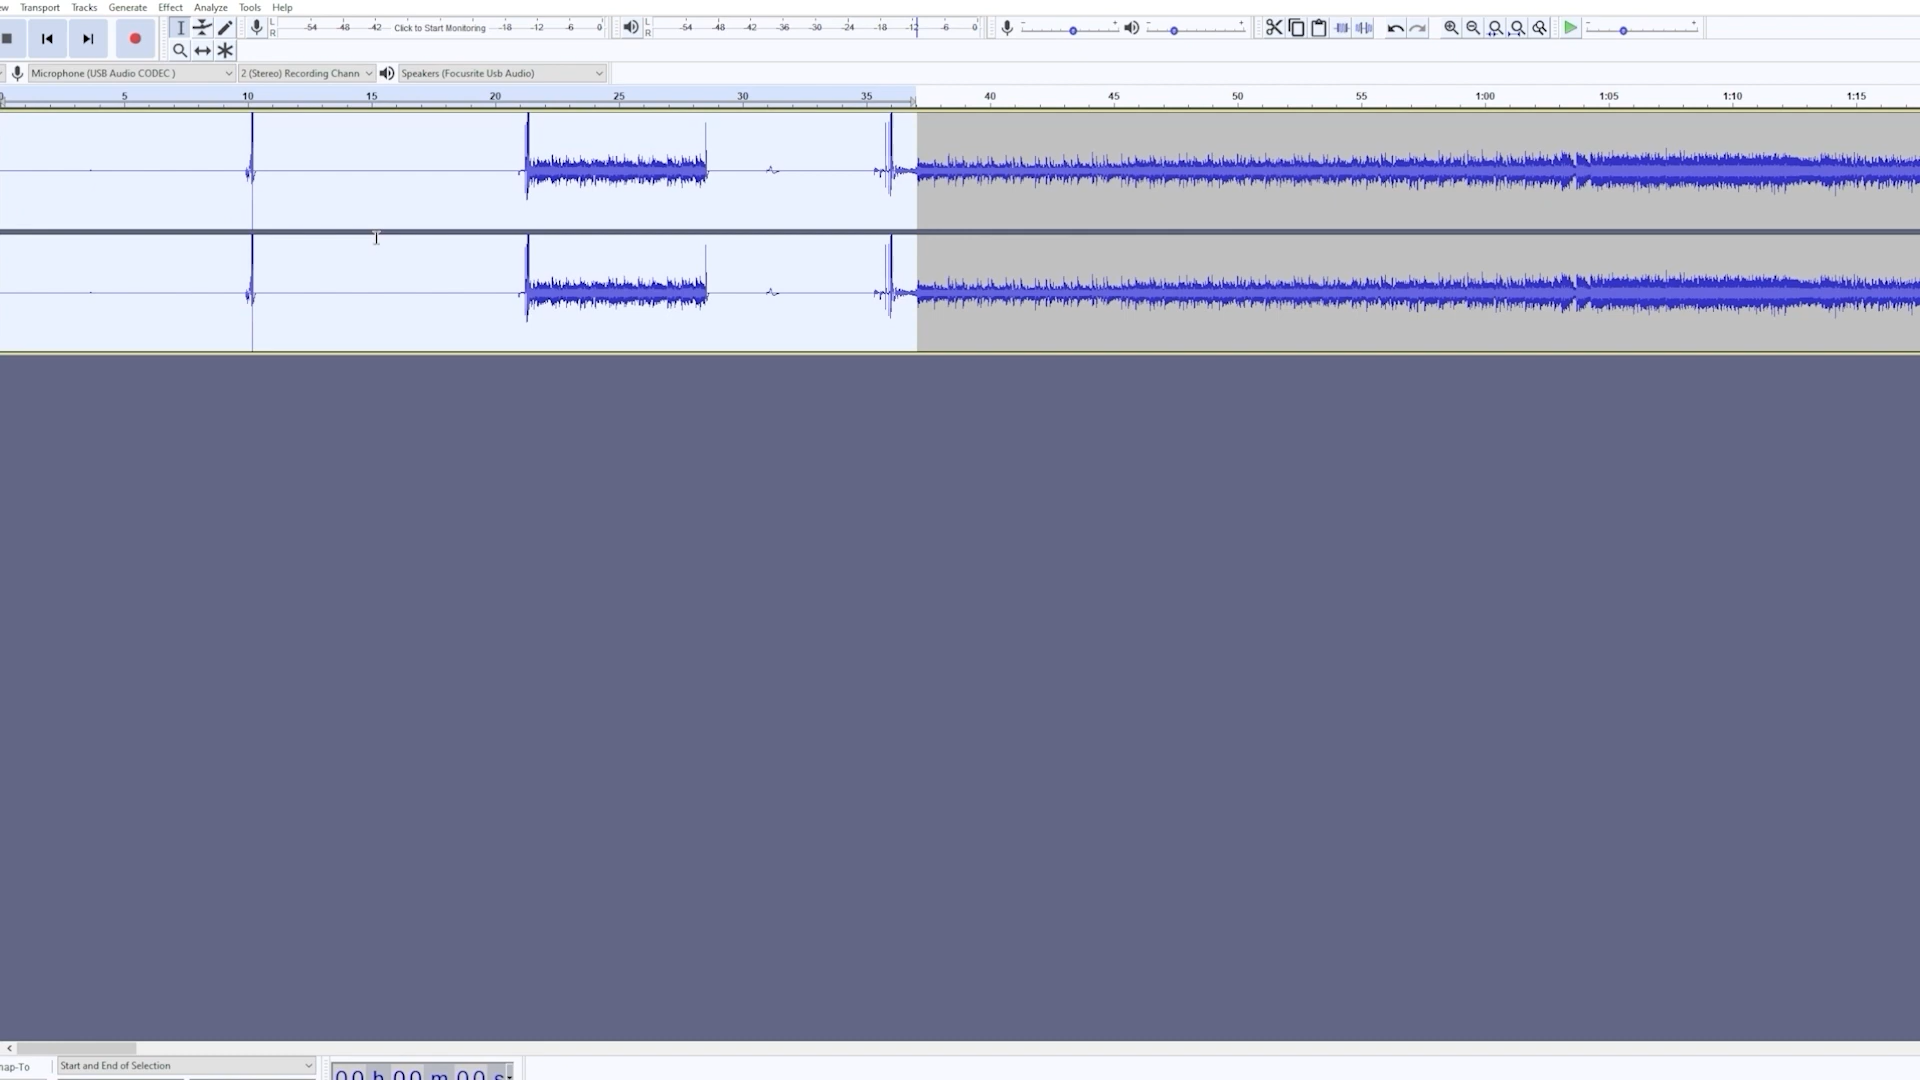 ew Transport Tracks Generate Effect Analyze Tools Help
L R -54 -48 -42 Click to Start Monitoring -18 -12 -6 0 L R -54 -48 -42 -36 -30 -24 -18 -12 -6 0 - + - + - +
Microphone (USB Audio CODEC ) 2 (Stereo) Recording Chann Speakers (Focusrite Usb Audio)
0 5 10 15 20 25 30 35 40 45 50 55 1:00 1:05 1:10 1:15
nap-To Start and End of Selection
00 h 00 m 00 s